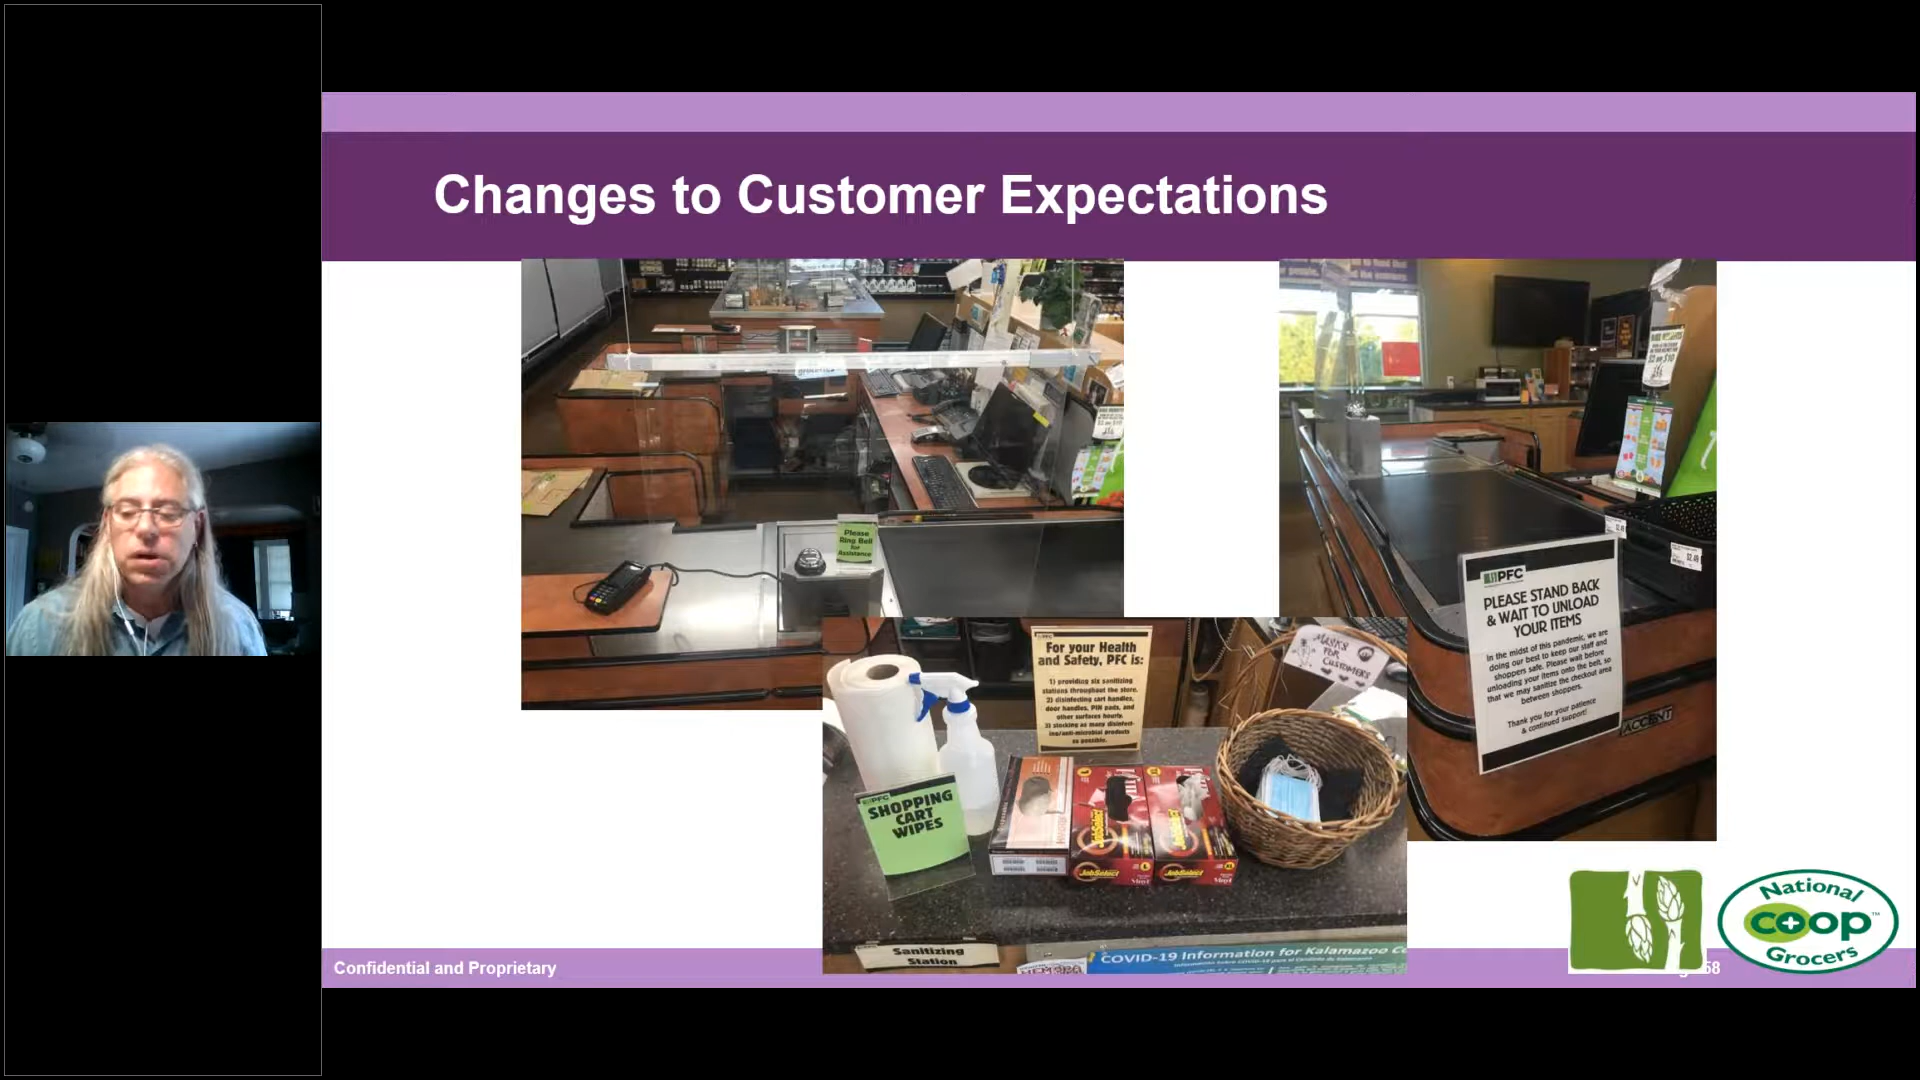 Changes to Customer Expectations
Please
Ring Bell
for
Assistance
PFC
PLEASE STAND BACK
& WAIT TO UNLOAD
YOUR ITEMS
In the midst of this pandemic, we are
doing our best to keep our staff and
shoppers safe. Please wait before
unloading your items onto the belt, so
that we may sanitize the checkout area
between shoppers.
Thank you for your patience
& continued support!
ACCENT
For your Health
and Safety, PFC is:
1) providing six sanitizing
stations throughout the store.
2) disinfecting cart handles,
door handles, PIN pads, and
other surfaces hourly.
3) stocking as many disinfect-
ing/anti-microbial products
as possible.
MASKS
FOR
CUSTOMERS
PFC
SHOPPING
CART
WIPES
JobSelect
JobSelect
Sanitizing
Station
COVID-19 Information for Kalamazoo
National
co+op
Grocers
Confidential and Proprietary
58